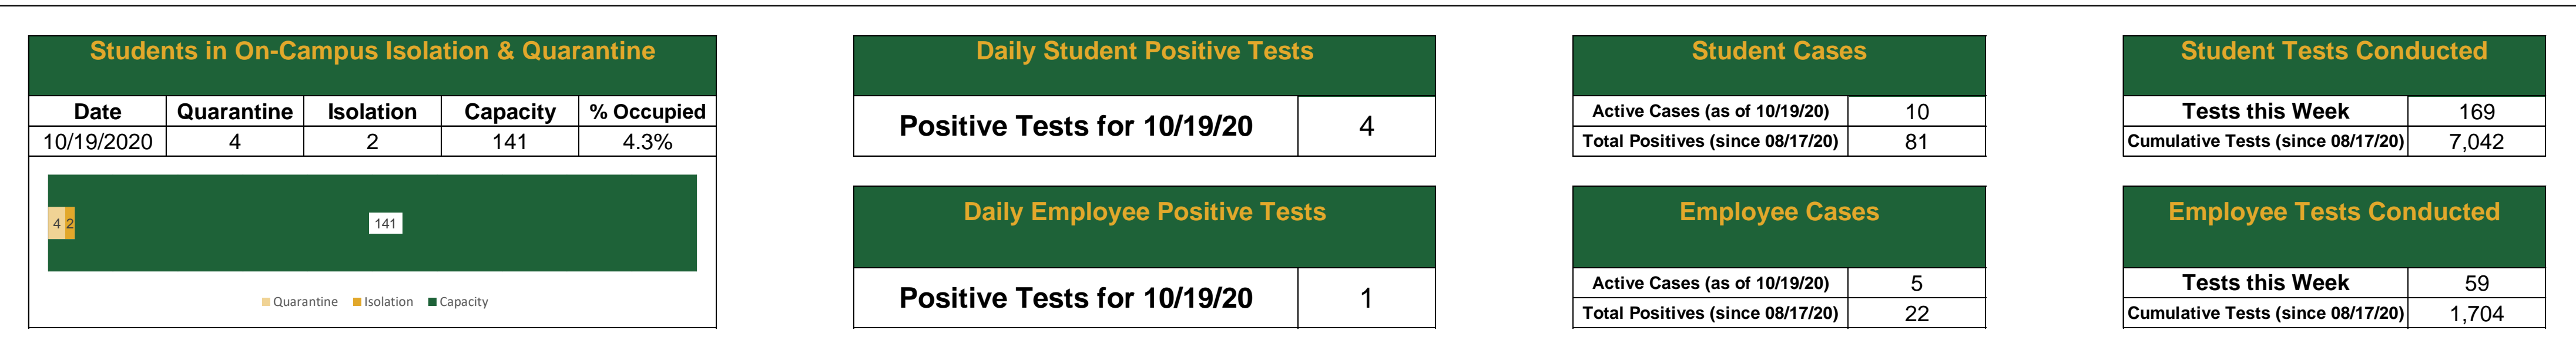 Students in On-Campus Isolation & Quarantine
Date Quarantine Isolation Capacity % Occupied
10/19/2020 4 2 141 4.3%
4 2 141
Quarantine Isolation Capacity
Daily Student Positive Tests
Positive Tests for 10/19/20 4
Daily Employee Positive Tests
Positive Tests for 10/19/20 1
Student Cases
Active Cases (as of 10/19/20) 10
Total Positives (since 08/17/20) 81
Employee Cases
Active Cases (as of 10/19/20) 5
Total Positives (since 08/17/20) 22
Student Tests Conducted
Tests this Week 169
Cumulative Tests (since 08/17/20) 7,042
Employee Tests Conducted
Tests this Week 59
Cumulative Tests (since 08/17/20) 1,704